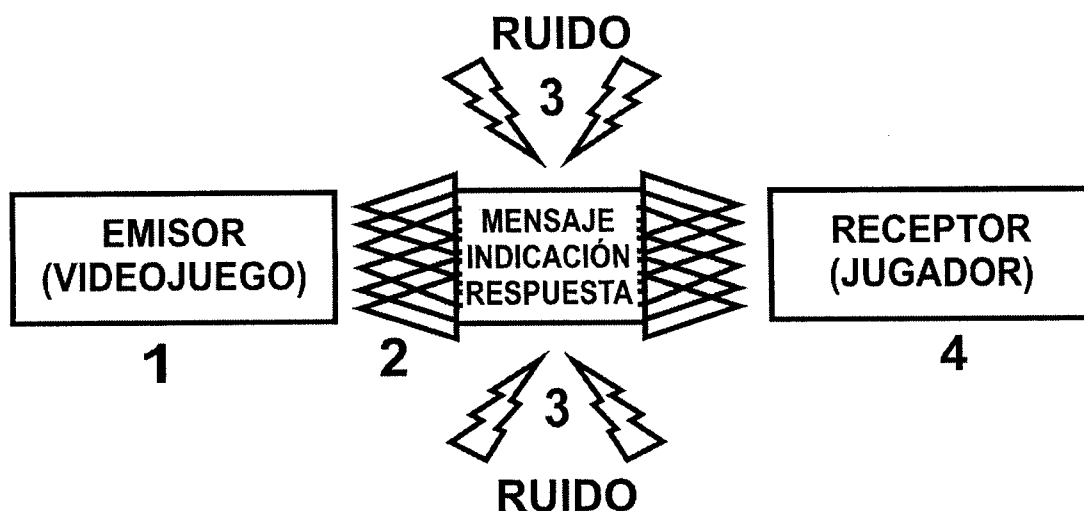 RUIDO
3
EMISOR
(VIDEOJUEGO)
1
2
MENSAJE
INDICACIÓN
RESPUESTA
RECEPTOR
(JUGADOR)
4
3
RUIDO